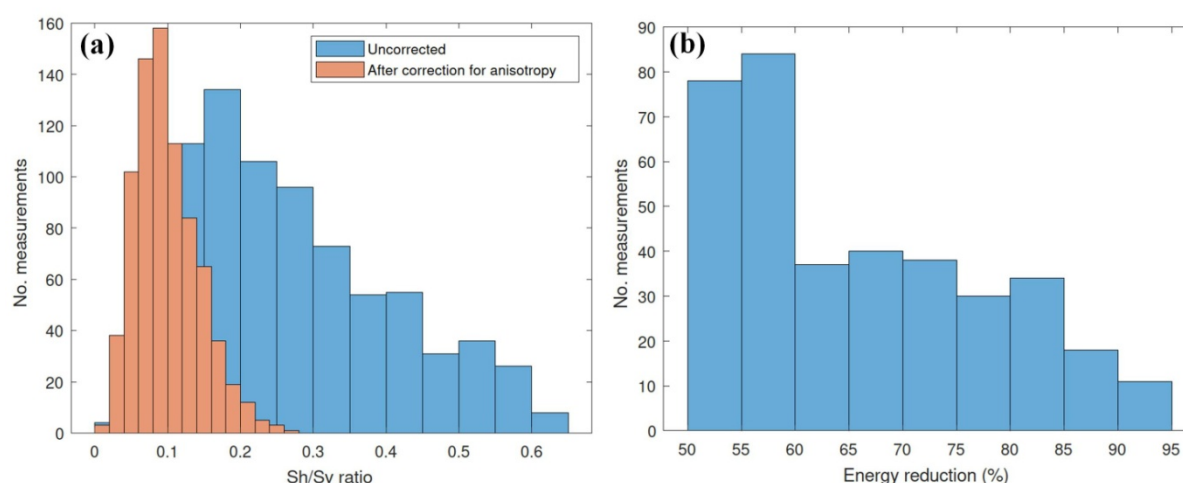 (a)
Uncorrected
After correction for anisotropy
No. measurements
160
140
120
100
80
60
40
20
0
0 0.1 0.2 0.3 0.4 0.5 0.6
Sh/Sv ratio
(b)
No. measurements
90
80
70
60
50
40
30
20
10
0
50 55 60 65 70 75 80 85 90 95
Energy reduction (%)